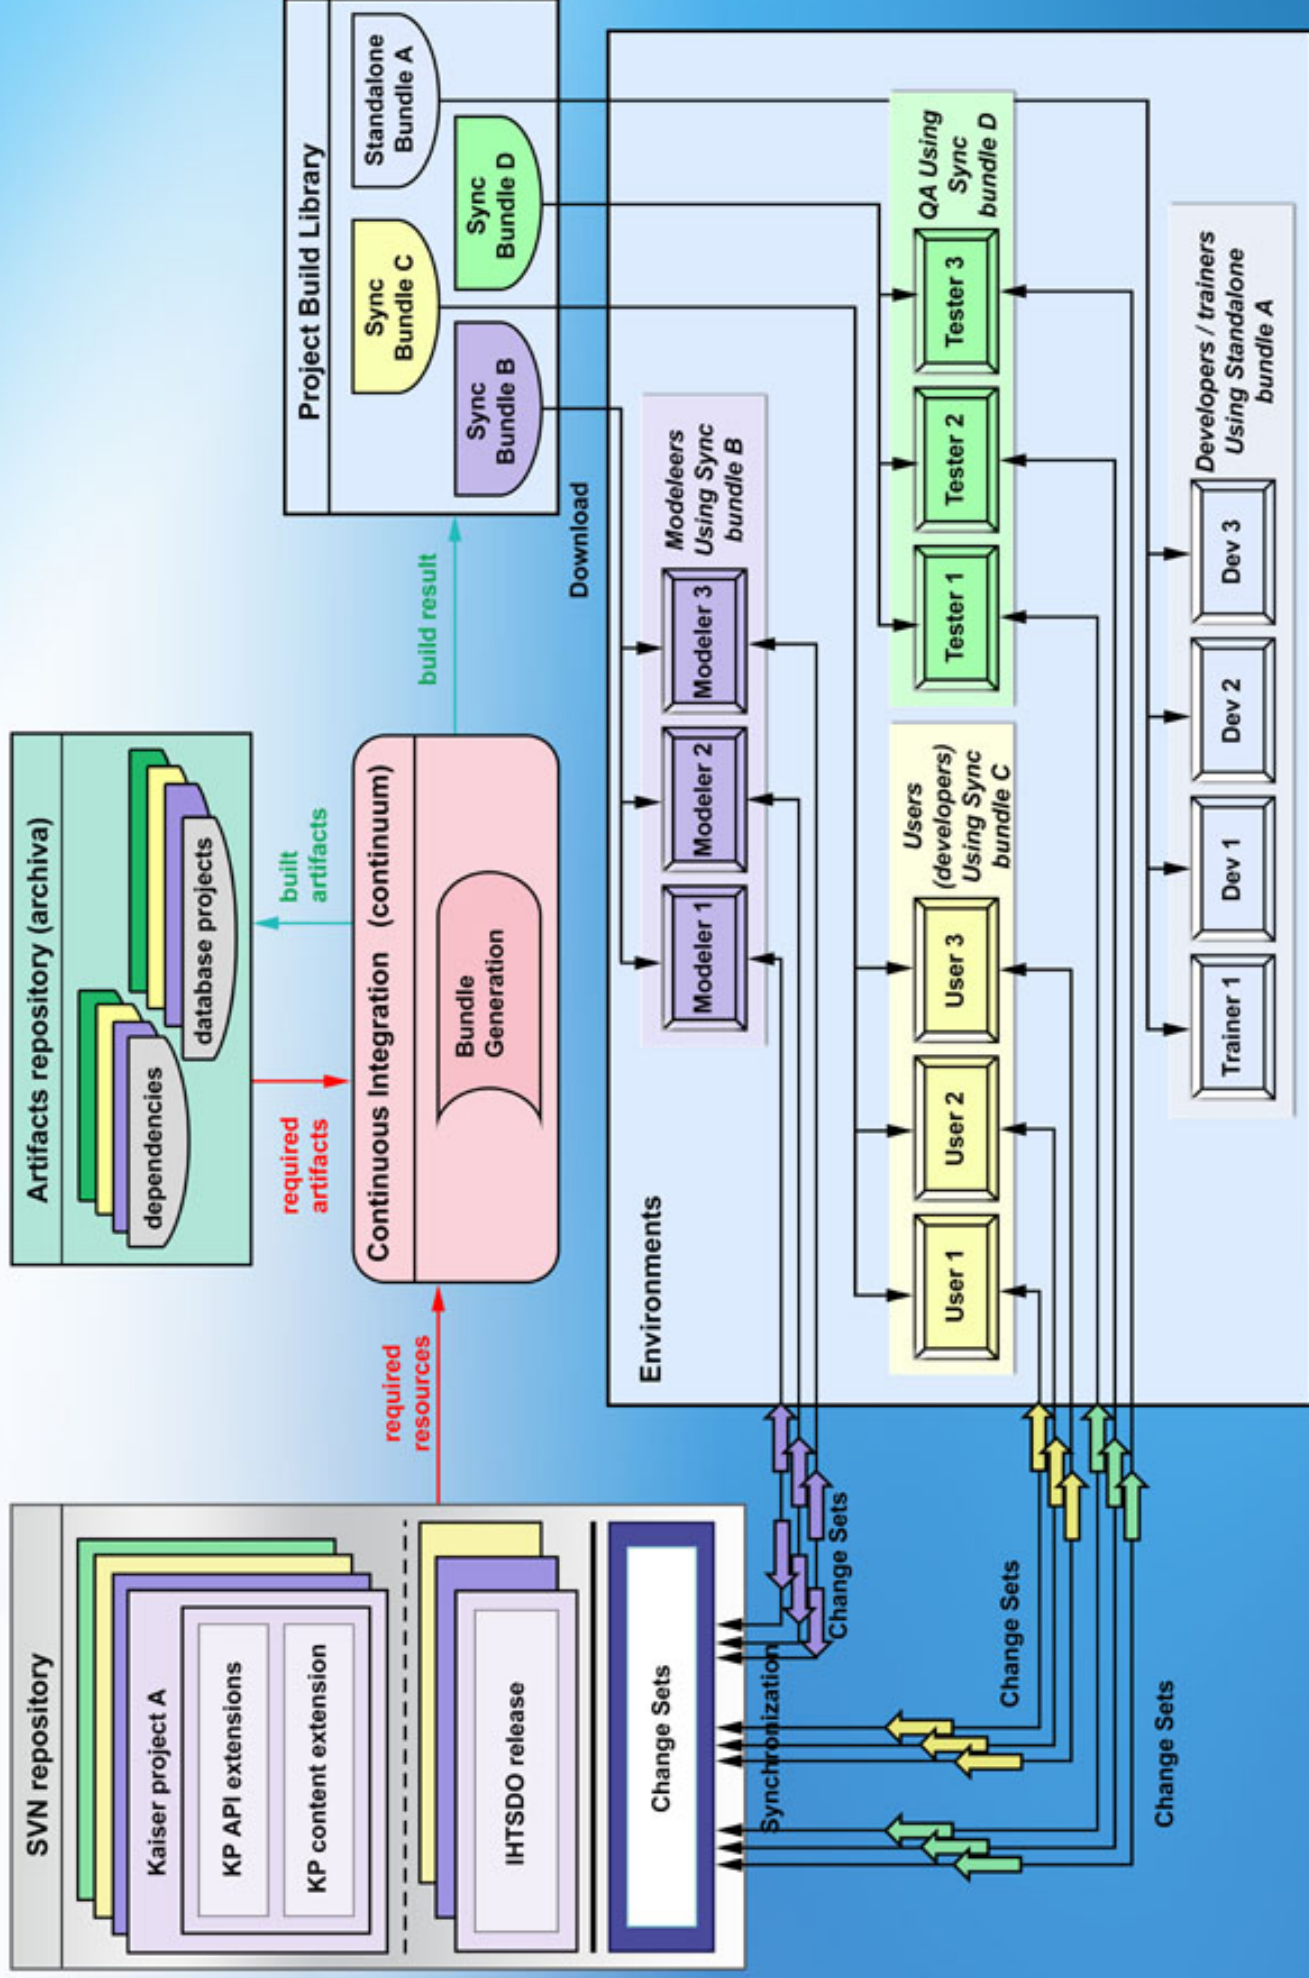 SVN repository
Kaiser project A
KP API extensions
KP content extension
IHTSDO release
Change Sets
Synchronization
required
resources
Artifacts repository (archiva)
dependencies
database projects
required
artifacts
built
artifacts
Continuous Integration (continuum)
Bundle
Generation
build result
Project Build Library
Standalone
Bundle A
Sync
Bundle C
Sync
Bundle D
Sync
Bundle B
Download
Environments
Modeler 1
Modeler 2
Modeler 3
Modeleers
Using Sync
bundle B
User 1
User 2
User 3
Users
(developers)
Using Sync
bundle C
Tester 1
Tester 2
Tester 3
QA Using
Sync
bundle D
Trainer 1
Dev 1
Dev 2
Dev 3
Developers / trainers
Using Standalone
bundle A
Change Sets
Change Sets
Change Sets